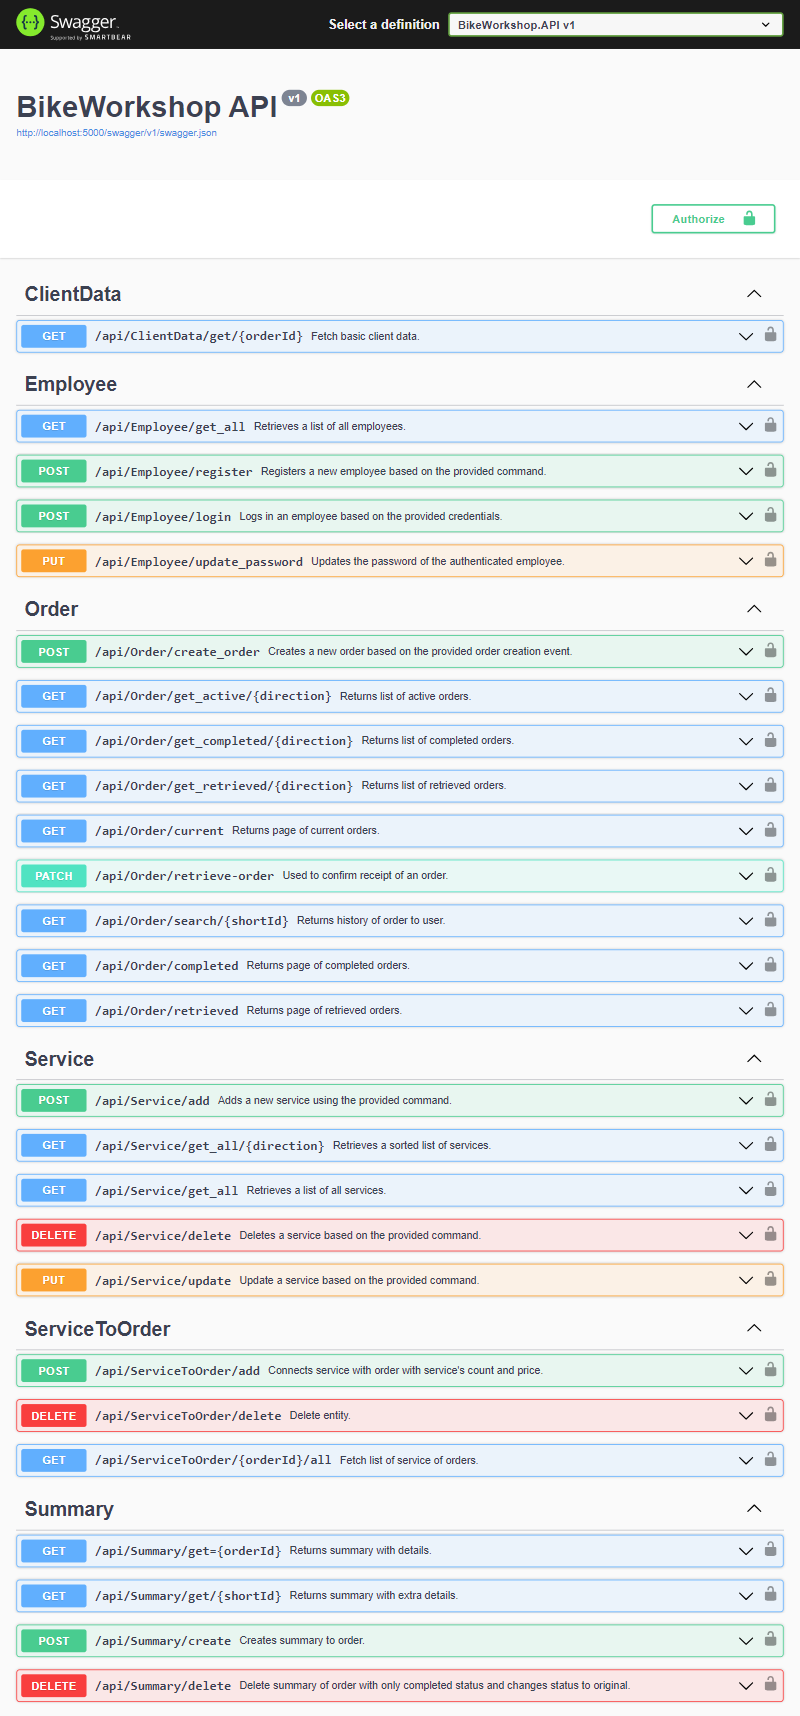 Swagger.
Supported by SMARTBEAR
Select a definition
BikeWorkshop.API v1
BikeWorkshop API v1 OAS3
http://localhost:5000/swagger/v1/swagger.json
Authorize
ClientData
GET /api/ClientData/get/{orderId} Fetch basic client data.
Employee
GET /api/Employee/get_all Retrieves a list of all employees.
POST /api/Employee/register Registers a new employee based on the provided command.
POST /api/Employee/login Logs in an employee based on the provided credentials.
PUT /api/Employee/update_password Updates the password of the authenticated employee.
Order
POST /api/Order/create_order Creates a new order based on the provided order creation event.
GET /api/Order/get_active/{direction} Returns list of active orders.
GET /api/Order/get_completed/{direction} Returns list of completed orders.
GET /api/Order/get_retrieved/{direction} Returns list of retrieved orders.
GET /api/Order/current Returns page of current orders.
PATCH /api/Order/retrieve-order Used to confirm receipt of an order.
GET /api/Order/search/{shortId} Returns history of order to user.
GET /api/Order/completed Returns page of completed orders.
GET /api/Order/retrieved Returns page of retrieved orders.
Service
POST /api/Service/add Adds a new service using the provided command.
GET /api/Service/get_all/{direction} Retrieves a sorted list of services.
GET /api/Service/get_all Retrieves a list of all services.
DELETE /api/Service/delete Deletes a service based on the provided command.
PUT /api/Service/update Update a service based on the provided command.
ServiceToOrder
POST /api/ServiceToOrder/add Connects service with order with service's count and price.
DELETE /api/ServiceToOrder/delete Delete entity.
GET /api/ServiceToOrder/{orderId}/all Fetch list of service of orders.
Summary
GET /api/Summary/get={orderId} Returns summary with details.
GET /api/Summary/get/{shortId} Returns summary with extra details.
POST /api/Summary/create Creates summary to order.
DELETE /api/Summary/delete Delete summary of order with only completed status and changes status to original.